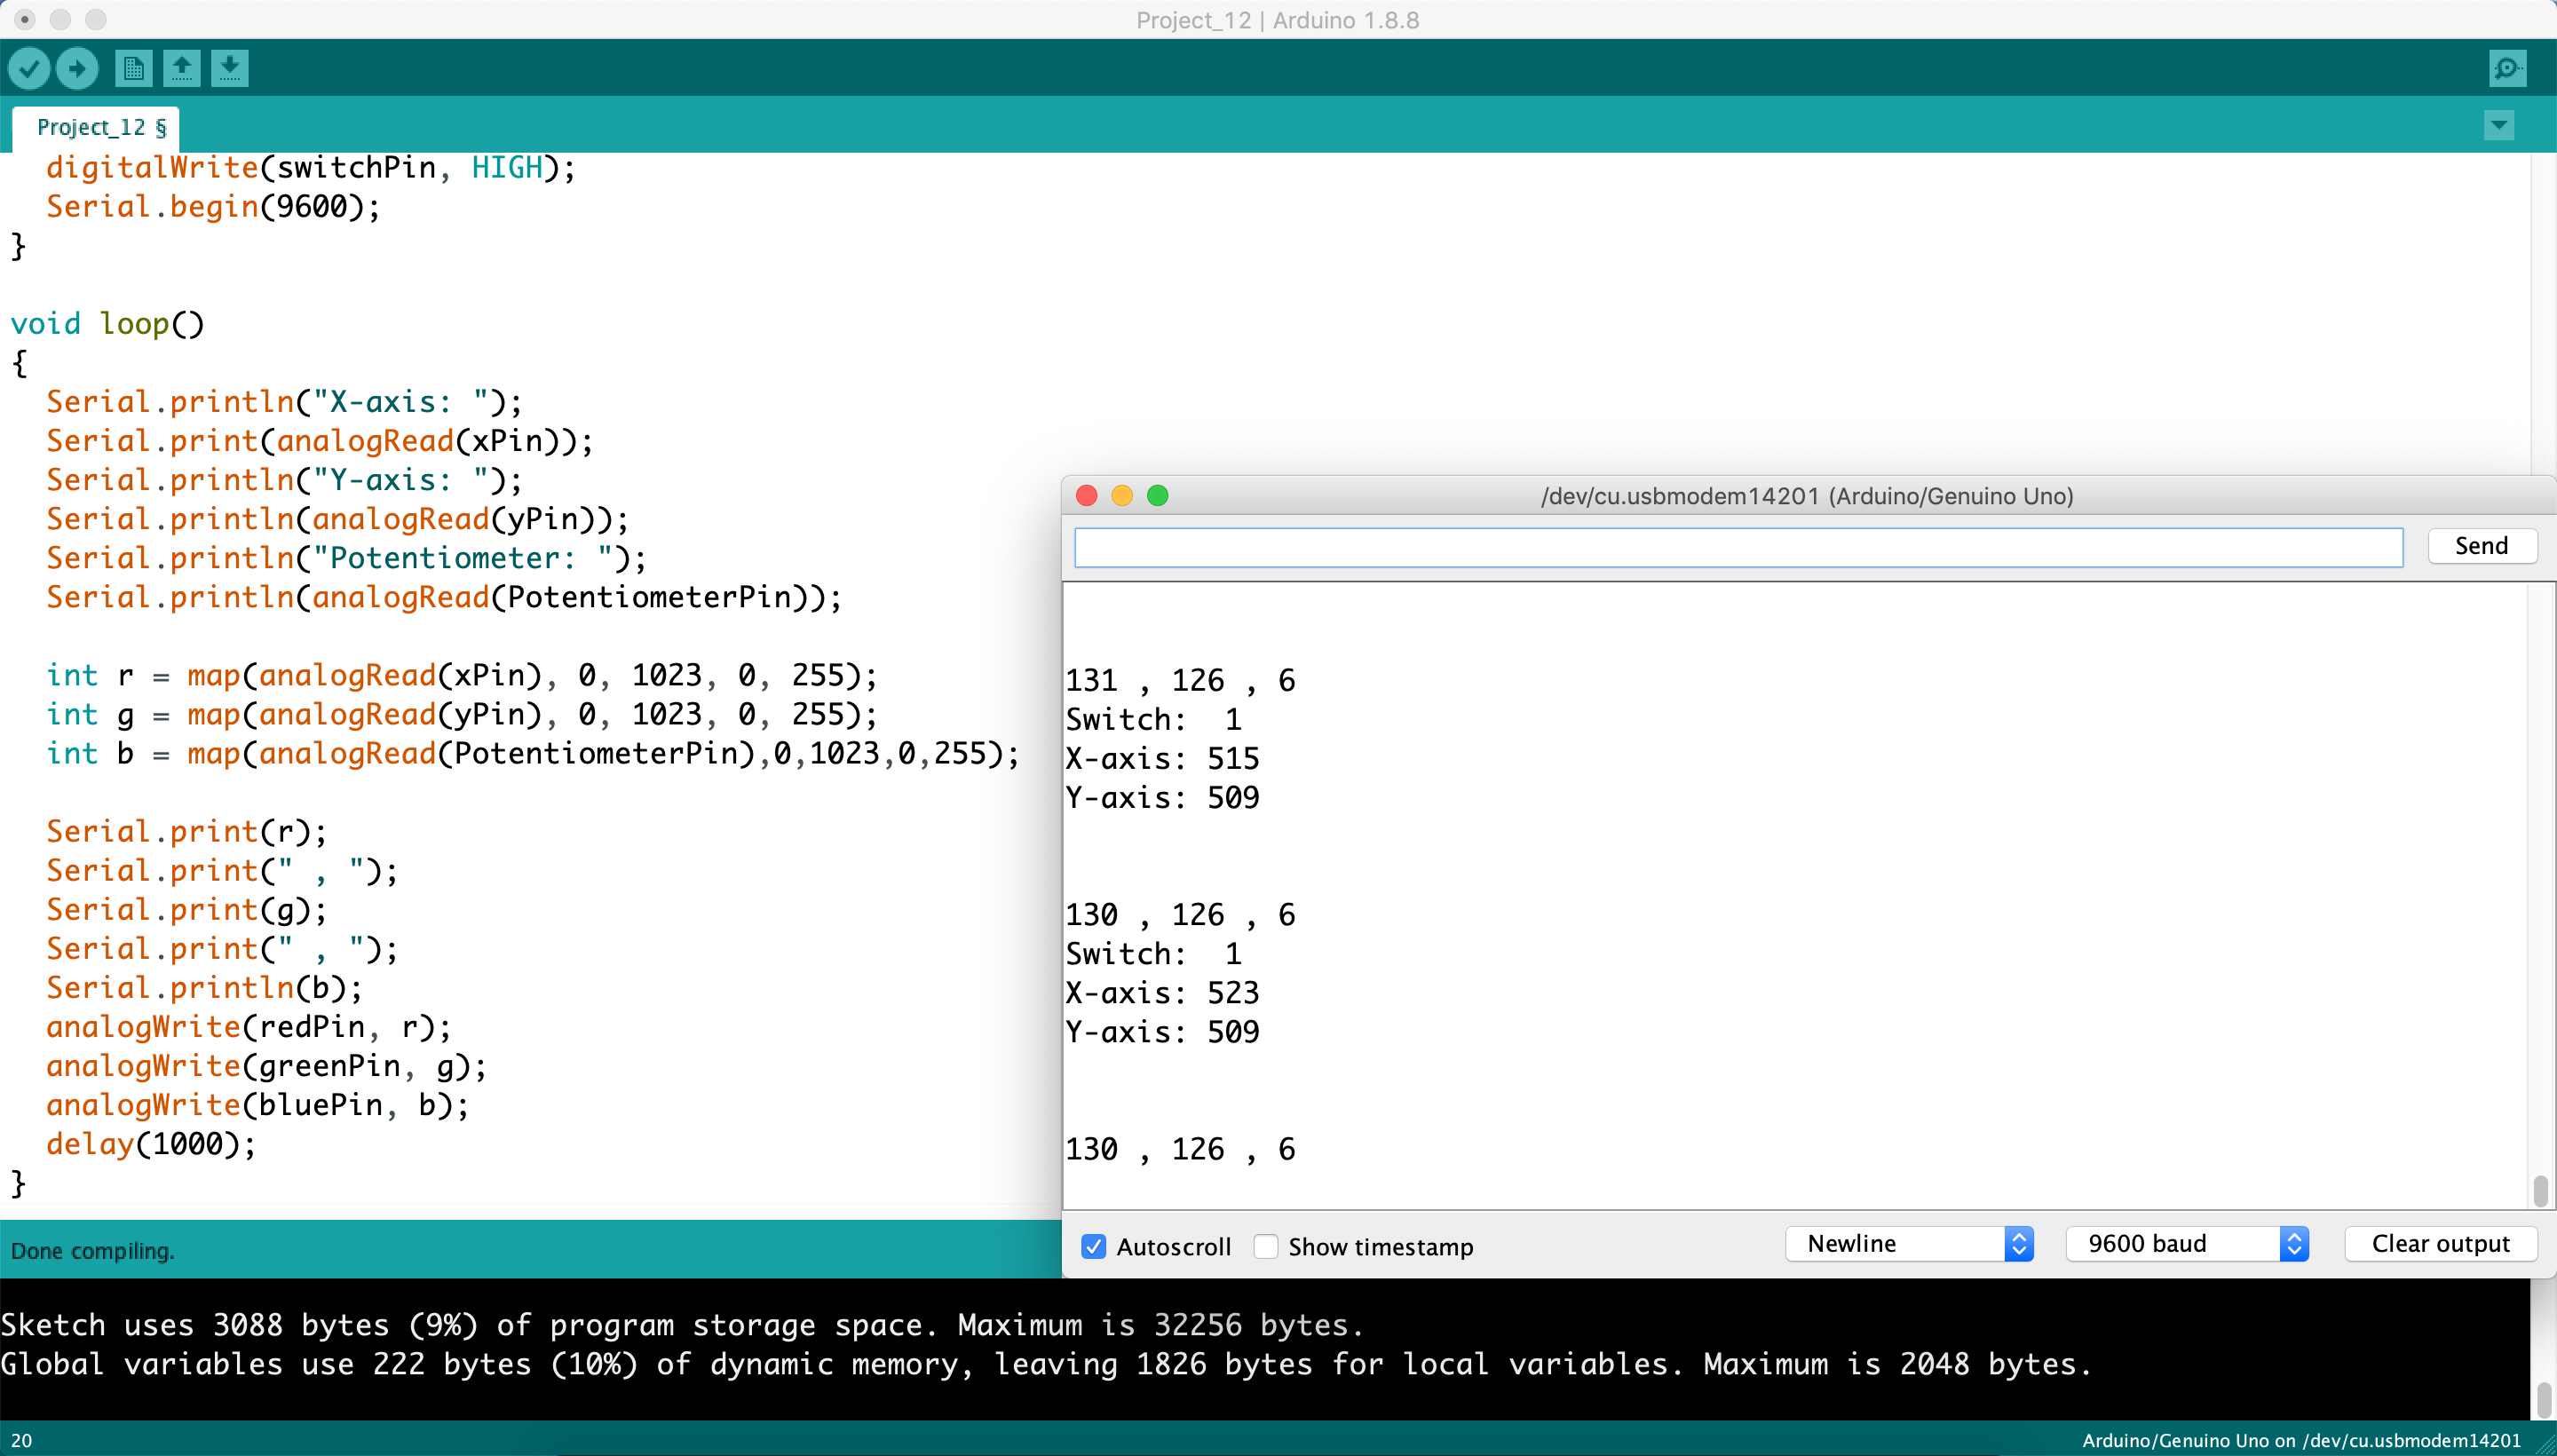 Project_12 | Arduino 1.8.8
Project_12 §
digitalWrite(switchPin, HIGH);
Serial.begin(9600);
}
void loop()
{
Serial.println("X-axis: ");
Serial.print(analogRead(xPin));
Serial.println("Y-axis: ");
Serial.println(analogRead(yPin));
Serial.println("Potentiometer: ");
Serial.println(analogRead(PotentiometerPin));
int r = map(analogRead(xPin), 0, 1023, 0, 255);
int g = map(analogRead(yPin), 0, 1023, 0, 255);
int b = map(analogRead(PotentiometerPin),0,1023,0,255);
Serial.print(r);
Serial.print(" , ");
Serial.print(g);
Serial.print(" , ");
Serial.println(b);
analogWrite(redPin, r);
analogWrite(greenPin, g);
analogWrite(bluePin, b);
delay(1000);
}
/dev/cu.usbmodem14201 (Arduino/Genuino Uno)
Send
131 , 126 , 6
Switch:  1
X-axis: 515
Y-axis: 509
130 , 126 , 6
Switch:  1
X-axis: 523
Y-axis: 509
130 , 126 , 6
Autoscroll Show timestamp Newline 9600 baud Clear output
Done compiling.
Sketch uses 3088 bytes (9%) of program storage space. Maximum is 32256 bytes.
Global variables use 222 bytes (10%) of dynamic memory, leaving 1826 bytes for local variables. Maximum is 2048 bytes.
20 Arduino/Genuino Uno on /dev/cu.usbmodem14201